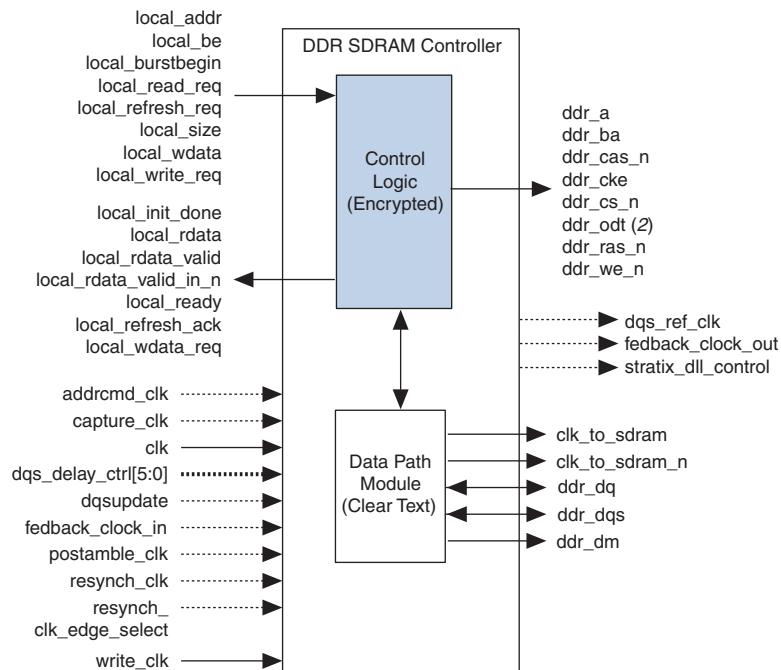 local_addr
local_be
local_burstbegin
local_read_req
local_refresh_req
local_size
local_wdata
local_write_req
local_init_done
local_rdata
local_rdata_valid
local_rdata_valid_in_n
local_ready
local_refresh_ack
local_wdata_req
addrcmd_clk
capture_clk
clk
dqs_delay_ctrl[5:0]
dqsupdate
fedback_clock_in
postamble_clk
resynch_clk
resynch_
clk_edge_select
write_clk
DDR SDRAM Controller
Control
Logic
(Encrypted)
Data Path
Module
(Clear Text)
ddr_a
ddr_ba
ddr_cas_n
ddr_cke
ddr_cs_n
ddr_odt (2)
ddr_ras_n
ddr_we_n
dqs_ref_clk
fedback_clock_out
stratix_dll_control
clk_to_sdram
clk_to_sdram_n
ddr_dq
ddr_dqs
ddr_dm